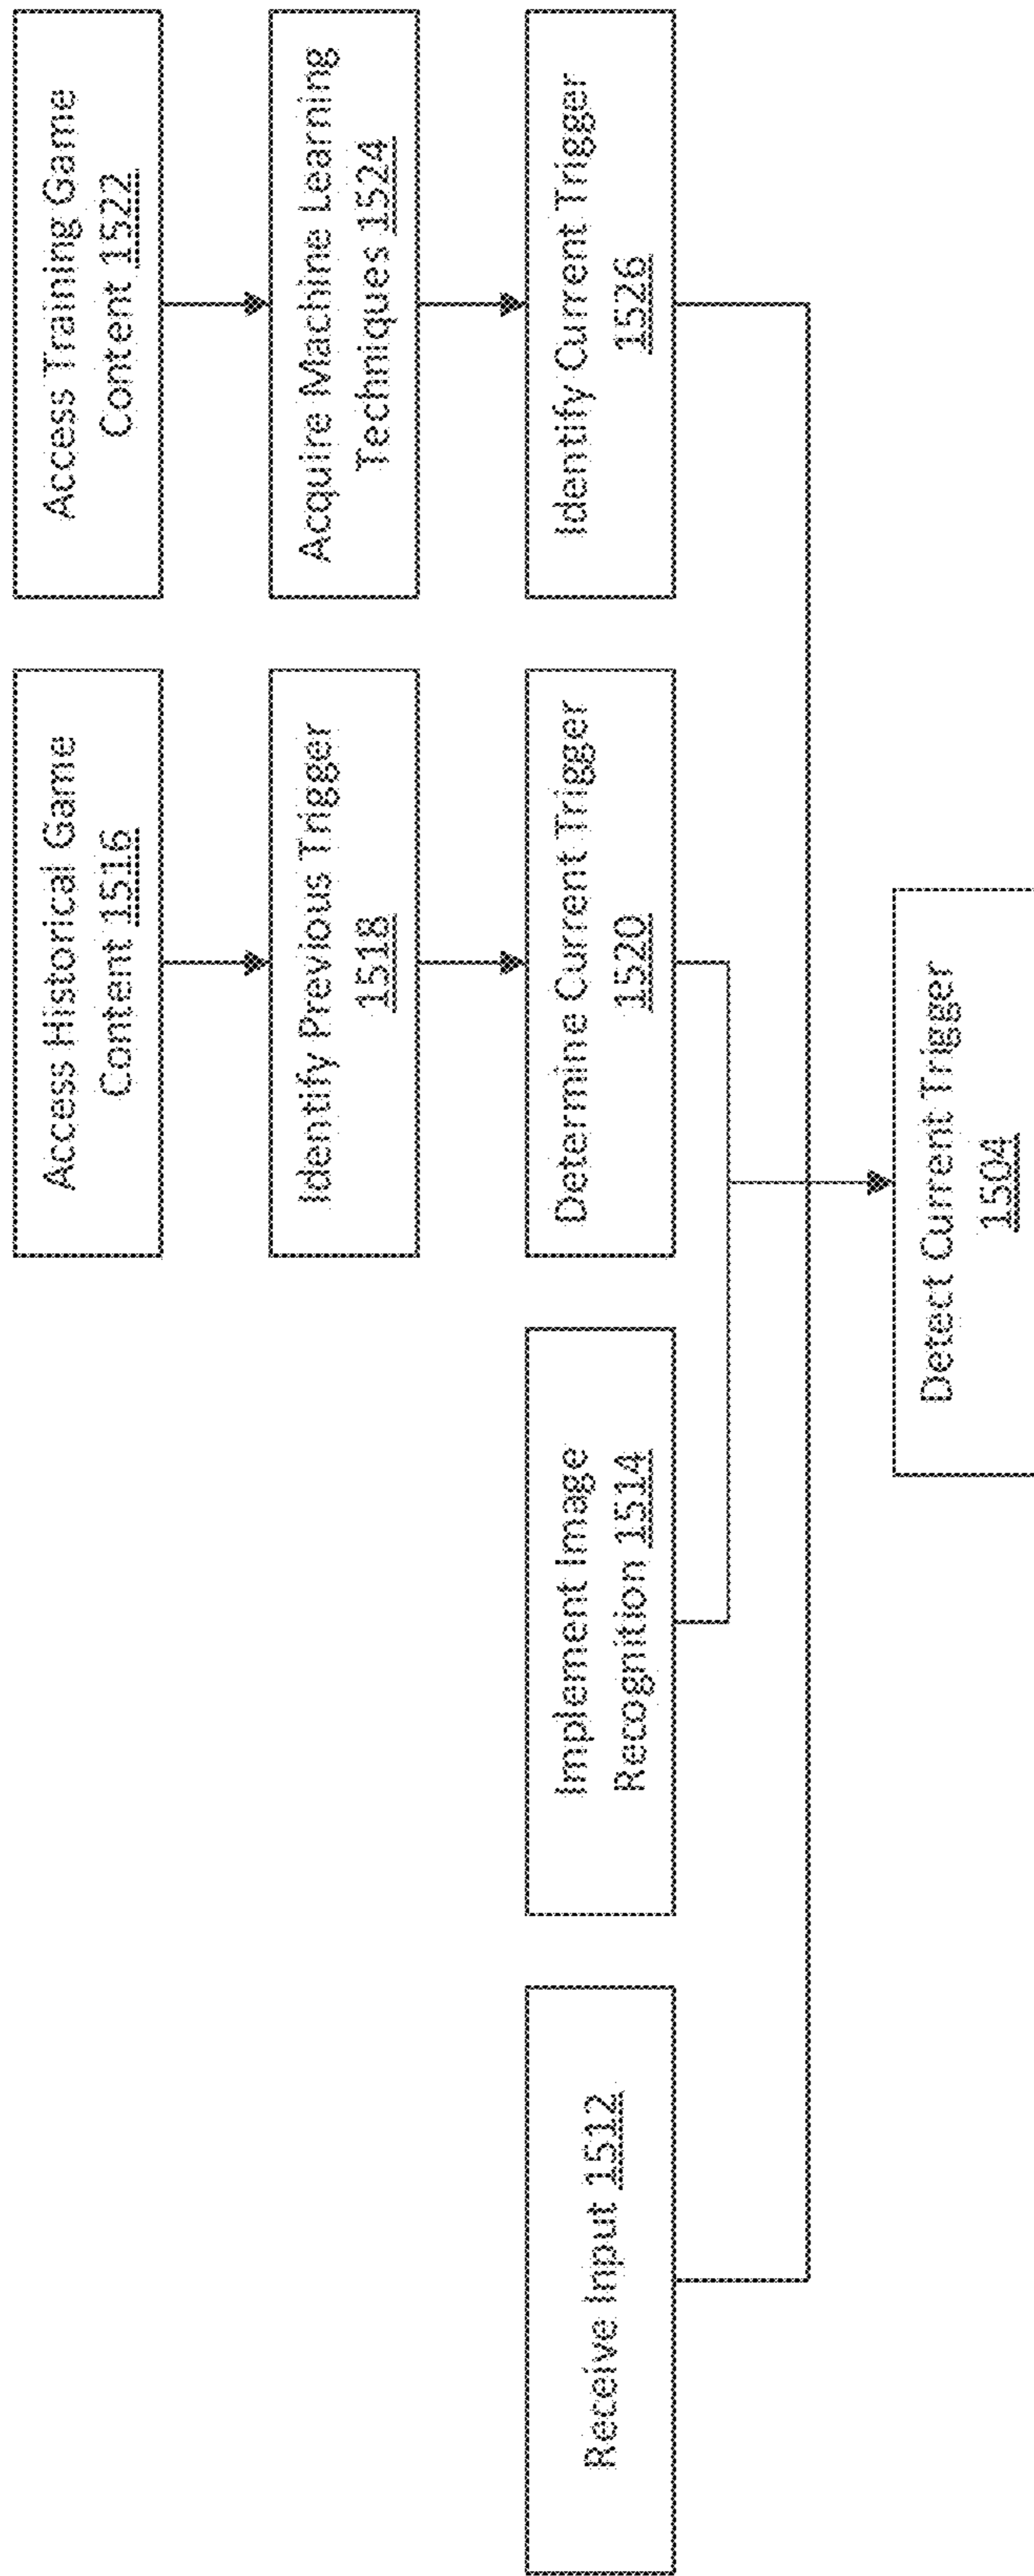 Access Historical Game
Content 1516
Access Training Game
Content 1522
Identify Previous Trigger
1518
Acquire Machine Learning
Techniques 1524
Receive Input 1512
Implement Image
Recognition 1514
Determine Current Trigger
1520
Identify Current Trigger
1526
Detect Current Trigger
1504